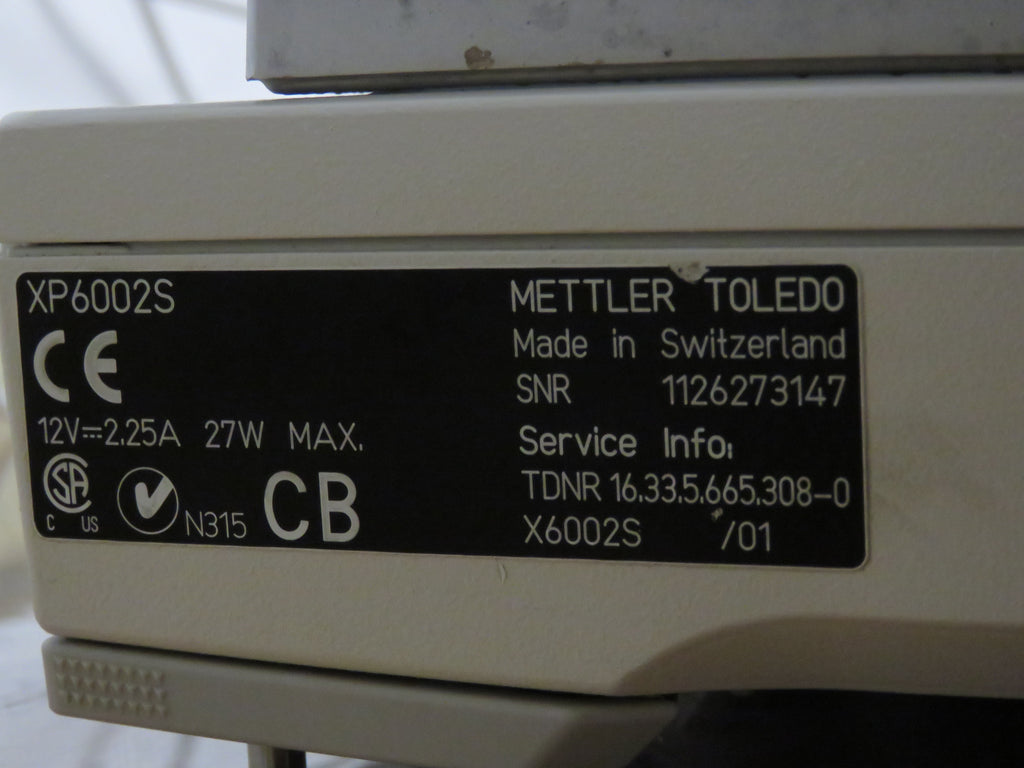 XP6002S
CE
12V⎓2.25A 27W MAX.
SA
C US
N315
CB
METTLER TOLEDO
Made in Switzerland
SNR 1126273147
Service Info:
TDNR 16.33.5.665.308-0
X6002S /01